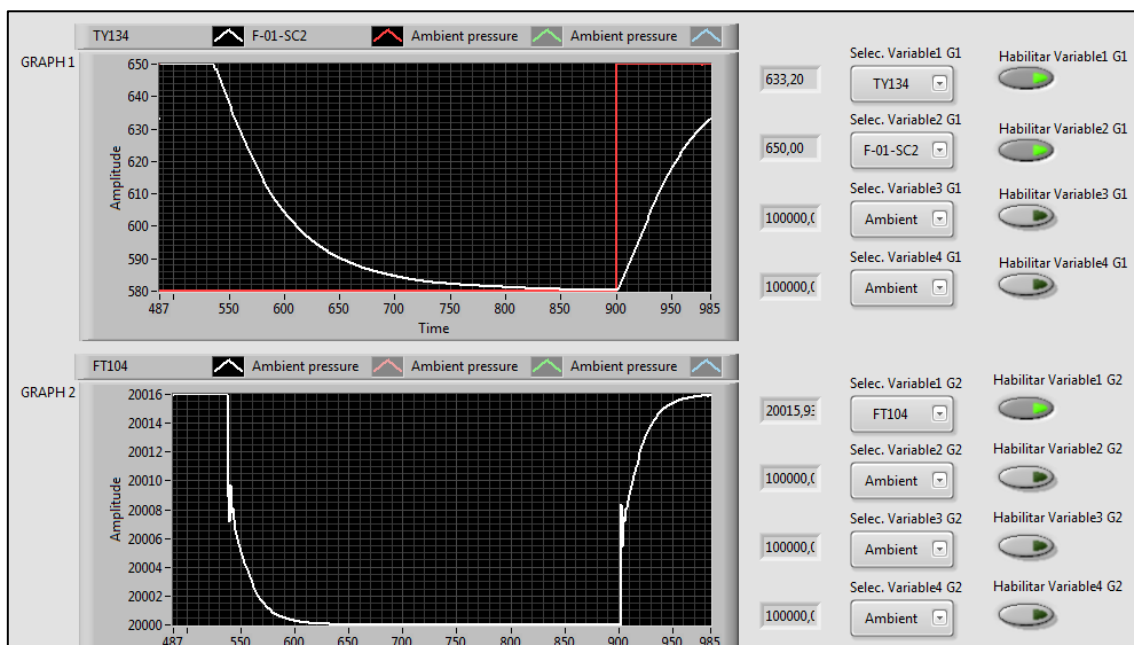 TY134 F-01-SC2 Ambient pressure Ambient pressure
GRAPH 1
650
640
630
620
610
600
590
580
Amplitude
487 550 600 650 700 750 800 850 900 985
Time
633,20
650,00
100000,0
100000,0
Selec. Variable1 G1
TY134
Selec. Variable2 G1
F-01-SC2
Selec. Variable3 G1
Ambient
Selec. Variable4 G1
Ambient
Habilitar Variable1 G1
Habilitar Variable2 G1
Habilitar Variable3 G1
Habilitar Variable4 G1
FT104 Ambient pressure Ambient pressure Ambient pressure
GRAPH 2
20016
20014
20012
20010
20008
20006
20004
20002
20000
Amplitude
487 550 600 650 700 750 800 850 900 950 985
20015,93
100000,0
100000,0
100000,0
Selec. Variable1 G2
FT104
Selec. Variable2 G2
Ambient
Selec. Variable3 G2
Ambient
Selec. Variable4 G2
Ambient
Habilitar Variable1 G2
Habilitar Variable2 G2
Habilitar Variable3 G2
Habilitar Variable4 G2